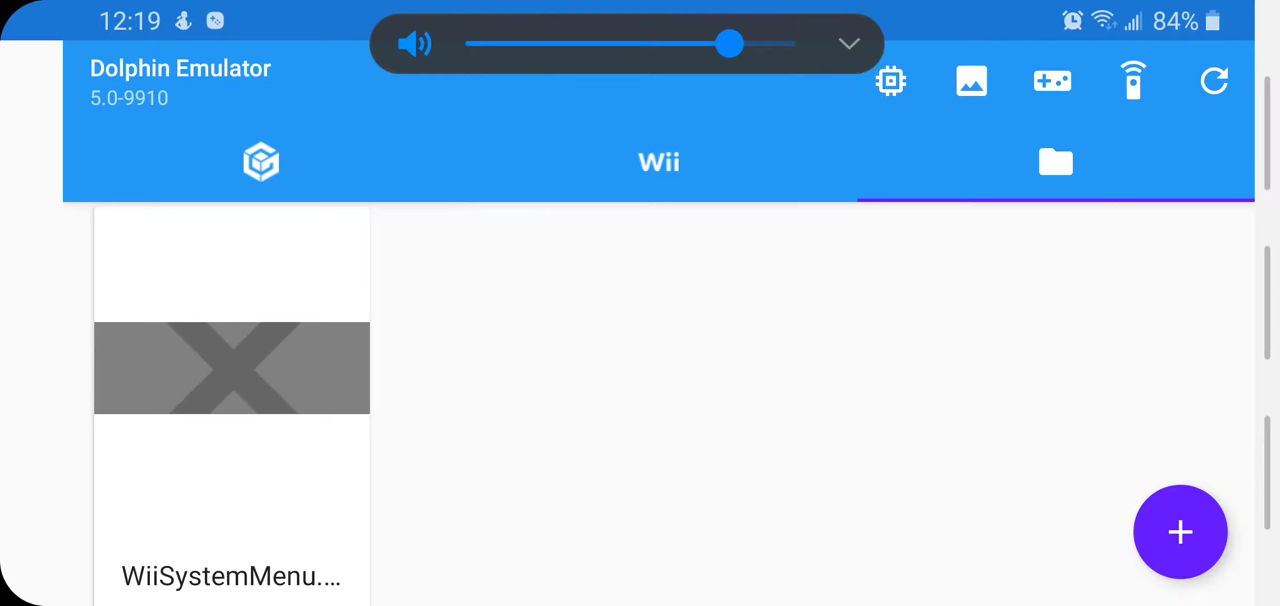 12:19
84%
Dolphin Emulator
5.0-9910
Wii
WiiSystemMenu....